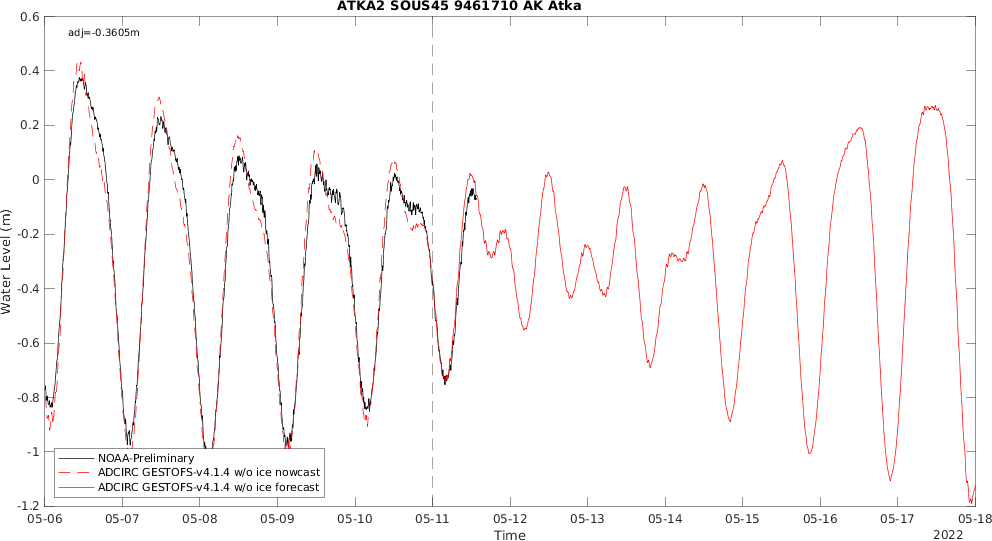 ATKA2 SOUS45 9461710 AK Atka
adj=-0.3605m
0.6
0.4
0.2
0
-0.2
-0.4
-0.6
-0.8
-1
-1.2
Water Level (m)
NOAA-Preliminary
ADCIRC GESTOFS-v4.1.4 w/o ice nowcast
ADCIRC GESTOFS-v4.1.4 w/o ice forecast
05-06 05-07 05-08 05-09 05-10 05-11 05-12 05-13 05-14 05-15 05-16 05-17 05-18
Time
2022